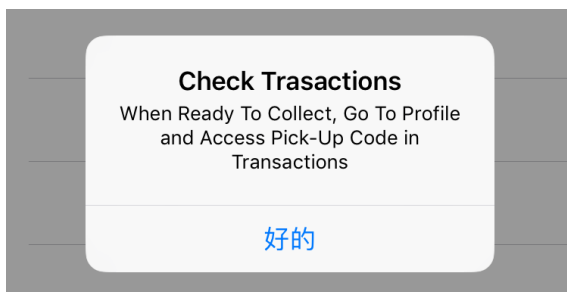 Check Trasactions
When Ready To Collect, Go To Profile
and Access Pick-Up Code in
Transactions
好的